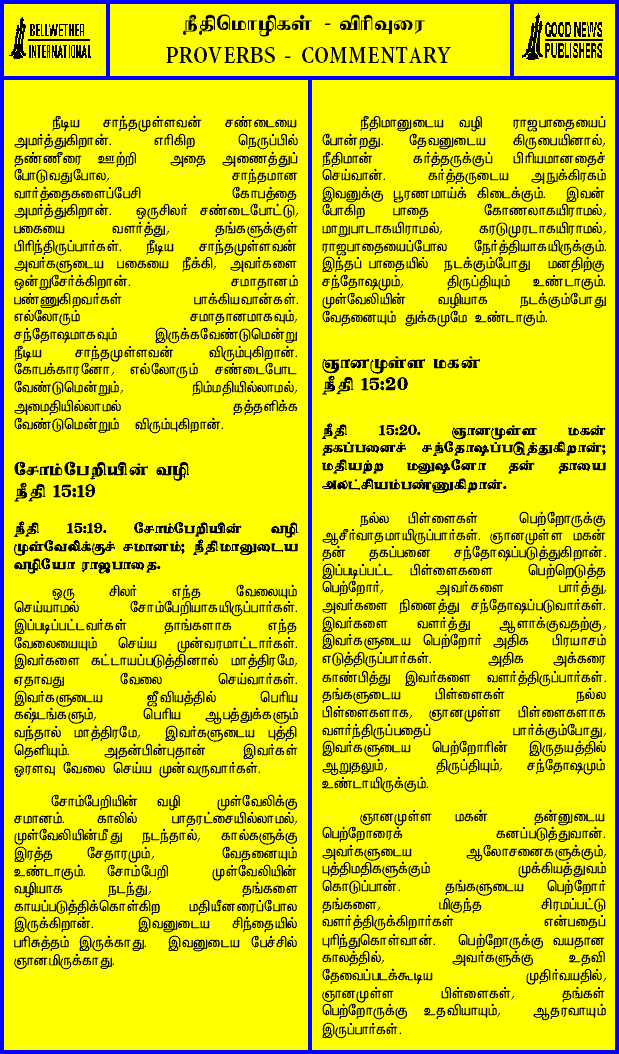 BELLWETHER
INTERNATIONAL
நீதிமொழிகள் - விரிவுரை
PROVERBS - COMMENTARY
GOOD NEWS
PUBLISHERS
நீடிய சாந்தமுள்ளவன் சண்டையை
அமர்த்துகிறான். எரிகிற நெருப்பில்
தண்ணீரை ஊற்றி அதை அணைத்துப்
போடுவதுபோல, சாந்தமான
வார்த்தைகளைப்பேசி கோபத்தை
அமர்த்துகிறான். ஒருசிலர் சண்டைபோட்டு,
பகையை வளர்த்து, தங்களுக்குள்
பிரிந்திருப்பார்கள். நீடிய சாந்தமுள்ளவன்
அவர்களுடைய பகையை நீக்கி, அவர்களை
ஒன்றுசேர்க்கிறான். சமாதானம்
பண்ணுகிறவர்கள் பாக்கியவான்கள்.
எல்லோரும் சமாதானமாகவும்,
சந்தோஷமாகவும் இருக்கவேண்டுமென்று
நீடிய சாந்தமுள்ளவன் விரும்புகிறான்.
கோபக்காரனோ, எல்லோரும் சண்டைபோட
வேண்டுமென்றும், நிம்மதியில்லாமல்,
அமைதியில்லாமல் தத்தளிக்க
வேண்டுமென்றும் விரும்புகிறான்.
சோம்பேறியின் வழி
நீதி 15:19
நீதி 15:19. சோம்பேறியின் வழி
முள்வேலிக்குச் சமானம்; நீதிமானுடைய
வழியோ ராஜபாதை.
ஒரு சிலர் எந்த வேலையும்
செய்யாமல் சோம்பேறியாகயிருப்பார்கள்.
இப்படிப்பட்டவர்கள் தாங்களாக எந்த
வேலையையும் செய்ய முன்வரமாட்டார்கள்.
இவர்களை கட்டாயப்படுத்தினால் மாத்திரமே,
ஏதாவது வேலை செய்வார்கள்.
இவர்களுடைய ஜீவியத்தில் பெரிய
கஷ்டங்களும், பெரிய ஆபத்துக்களும்
வந்தால் மாத்திரமே, இவர்களுடைய புத்தி
தெளியும். அதன்பின்புதான் இவர்கள்
ஓரளவு வேலை செய்ய முன்வருவார்கள்.
சோம்பேறியின் வழி முள்வேலிக்கு
சமானம். காலில் பாதரட்சையில்லாமல்,
முள்வேலியின்மீது நடந்தால், கால்களுக்கு
இரத்த சேதாரமும், வேதனையும்
உண்டாகும். சோம்பேறி முள்வேலியின்
வழியாக நடந்து, தங்களை
காயப்படுத்திக்கொள்கிற மதியீனரைப்போல
இருக்கிறான். இவனுடைய சிந்தையில்
பரிசுத்தம் இருக்காது. இவனுடைய பேச்சில்
ஞானமிருக்காது.
நீதிமானுடைய வழி ராஜபாதையைப்
போன்றது. தேவனுடைய கிருபையினால்,
நீதிமான் கர்த்தருக்குப் பிரியமானதைச்
செய்வான். கர்த்தருடைய அநுக்கிரகம்
இவனுக்கு பூரணமாய்க் கிடைக்கும். இவன்
போகிற பாதை கோணலாகயிராமல்,
மாறுபாடாகயிராமல், கரடுமுரடாகயிராமல்,
ராஜபாதையைப்போல நேர்த்தியாகயிருக்கும்.
இந்தப் பாதையில் நடக்கும்போது மனதிற்கு
சந்தோஷமும், திருப்தியும் உண்டாகும்.
முள்வேலியின் வழியாக நடக்கும்போது
வேதனையும் துக்கமுமே உண்டாகும்.
ஞானமுள்ள மகன்
நீதி 15:20
நீதி 15:20. ஞானமுள்ள மகன்
தகப்பனைச் சந்தோஷப்படுத்துகிறான்;
மதியற்ற மனுஷனோ தன் தாயை
அலட்சியம்பண்ணுகிறான்.
நல்ல பிள்ளைகள் பெற்றோருக்கு
ஆசீர்வாதமாயிருப்பார்கள். ஞானமுள்ள மகன்
தன் தகப்பனை சந்தோஷப்படுத்துகிறான்.
இப்படிப்பட்ட பிள்ளைகளை பெற்றெடுத்த
பெற்றோர், அவர்களை பார்த்து,
அவர்களை நினைத்து சந்தோஷப்படுவார்கள்.
இவர்களை வளர்த்து ஆளாக்குவதற்கு,
இவர்களுடைய பெற்றோர் அதிக பிரயாசம்
எடுத்திருப்பார்கள். அதிக அக்கரை
காண்பித்து இவர்களை வளர்த்திருப்பார்கள்.
தங்களுடைய பிள்ளைகள் நல்ல
பிள்ளைகளாக, ஞானமுள்ள பிள்ளைகளாக
வளர்ந்திருப்பதைப் பார்க்கும்போது,
இவர்களுடைய பெற்றோரின் இருதயத்தில்
ஆறுதலும், திருப்தியும், சந்தோஷமும்
உண்டாயிருக்கும்.
ஞானமுள்ள மகன் தன்னுடைய
பெற்றோரைக் கனப்படுத்துவான்.
அவர்களுடைய ஆலோசனைகளுக்கும்,
புத்திமதிகளுக்கும் முக்கியத்துவம்
கொடுப்பான். தங்களுடைய பெற்றோர்
தங்களை, மிகுந்த சிரமப்பட்டு
வளர்த்திருக்கிறார்கள் என்பதைப்
புரிந்துகொள்வான். பெற்றோருக்கு வயதான
காலத்தில், அவர்களுக்கு உதவி
தேவைப்படக்கூடிய முதிர்வயதில்,
ஞானமுள்ள பிள்ளைகள், தங்கள்
பெற்றோருக்கு உதவியாயும், ஆதரவாயும்
இருப்பார்கள்.